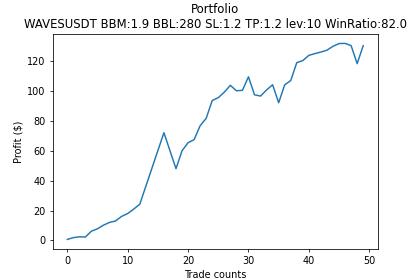 Portfolio
WAVESUSDT BBM:1.9 BBL:280 SL:1.2 TP:1.2 lev:10 WinRatio:82.0
120
100
80
60
40
20
0
Profit ($)
0 10 20 30 40 50
Trade counts